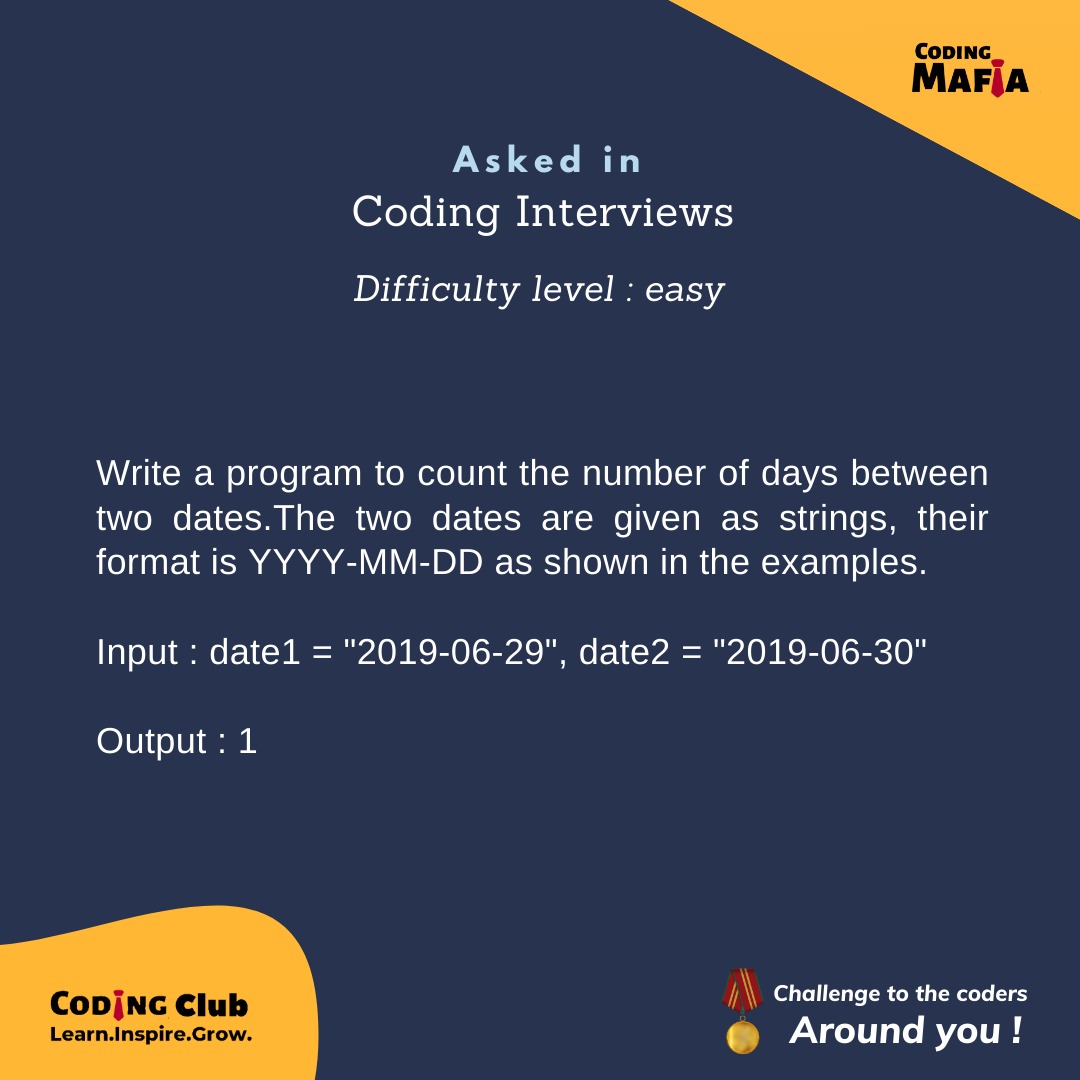 CODING
MAFIA
Asked in
Coding Interviews
Difficulty level : easy
Write a program to count the number of days between
two dates.The two dates are given as strings, their
format is YYYY-MM-DD as shown in the examples.
Input : date1 = "2019-06-29", date2 = "2019-06-30"
Output : 1
CODING Club
Learn.Inspire.Grow.
Challenge to the coders
Around you !